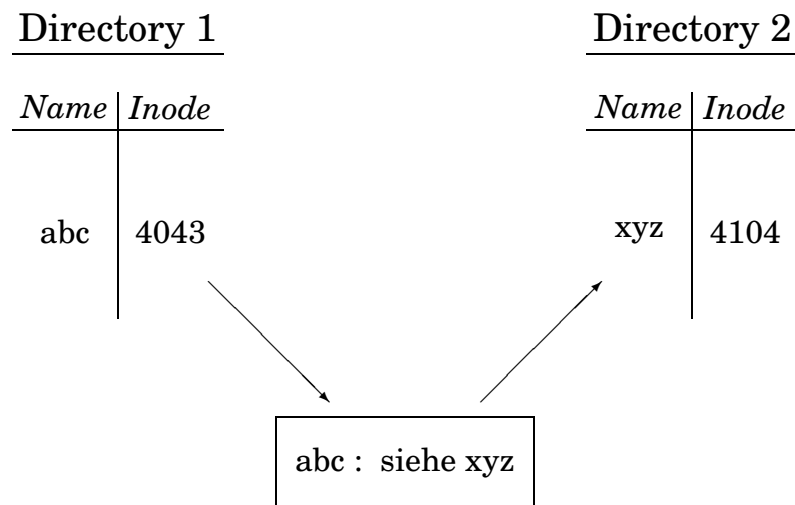 Directory 1
Directory 2
Name Inode
Name Inode
abc 4043
xyz 4104
abc : siehe xyz